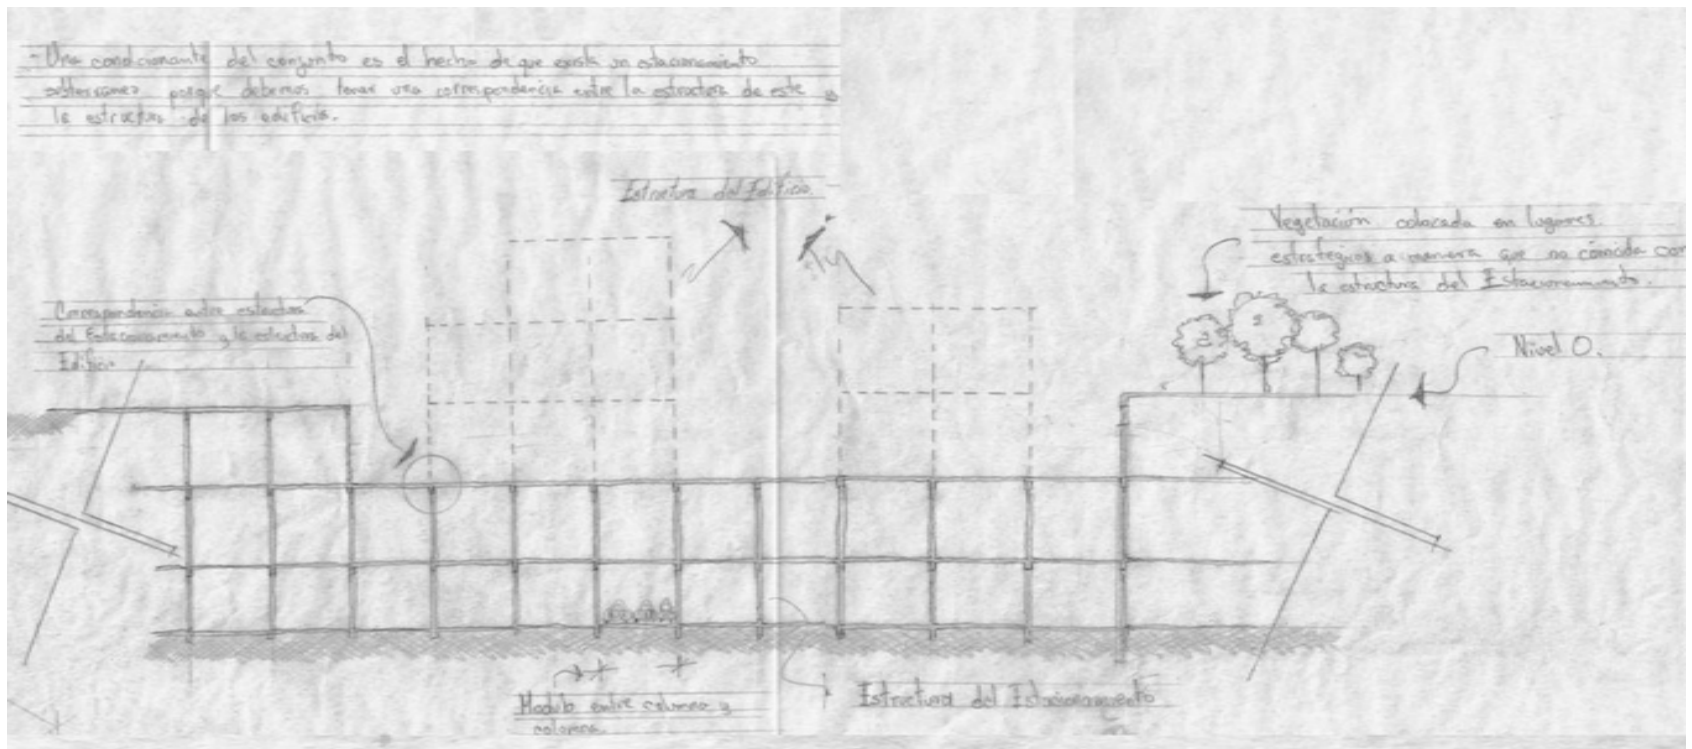 - Una condicionante del conjunto es el hecho de que exista un estacionamiento
subterraneo porque debemos tener una correspondencia entre la estructura de este y
la estructura de los edificios.
Estructura del Edificio.
Vegetación colocada en lugares
estrategicos a manera que no coincida con
la estructura del Estacionamiento.
Correspondencia entre estructura
del Estacionamiento y la estructura del
Edificio
Nivel 0.
Modulo entre columna y
columna.
Estructura del Estacionamiento